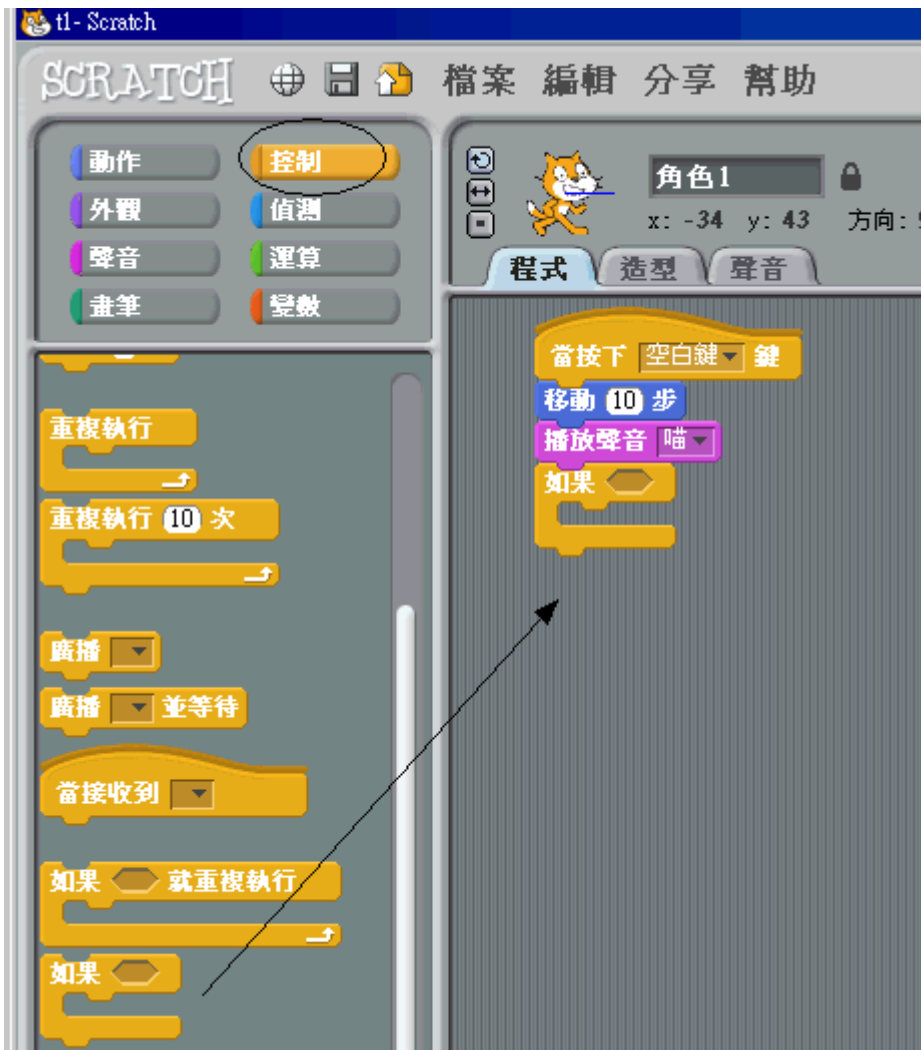 t1 - Scratch
SCRATCH 檔案 編輯 分享 幫助
動作 控制
外觀 偵測
聲音 運算
畫筆 變數
角色1
x: -34 y: 43 方向:
程式 造型 聲音
重複執行
重複執行 10 次
廣播
廣播 並等待
當接收到
如果 就重複執行
如果
當按下 空白鍵 鍵
移動 10 步
播放聲音 喵
如果